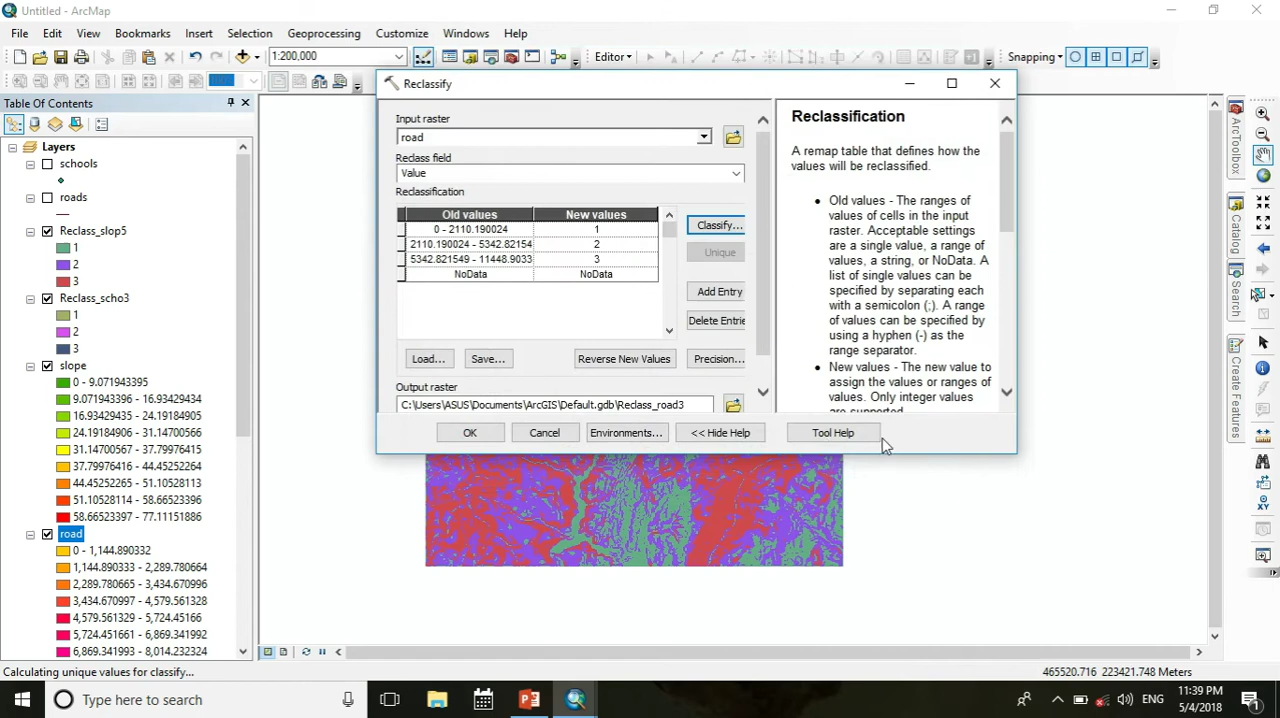 Untitled - ArcMap
File Edit View Bookmarks Insert Selection Geoprocessing Customize Windows Help
1:200,000
Editor
Snapping
Table Of Contents
Layers
schools
roads
Reclass_slop5
1
2
3
Reclass_scho3
1
2
3
slope
0 - 9.071943395
9.071943396 - 16.93429434
16.93429435 - 24.19184905
24.19184906 - 31.14700566
31.14700567 - 37.79976415
37.79976416 - 44.45252264
44.45252265 - 51.10528113
51.10528114 - 58.66523396
58.66523397 - 77.11151886
road
0 - 1,144.890332
1,144.890333 - 2,289.780664
2,289.780665 - 3,434.670996
3,434.670997 - 4,579.561328
4,579.561329 - 5,724.45166
5,724.451661 - 6,869.341992
6,869.341993 - 8,014.232324
Reclassify
Input raster
road
Reclass field
Value
Reclassification
Old values New values
0 - 2110.190024 1
2110.190024 - 5342.82154 2
5342.821549 - 11448.9033 3
NoData NoData
Classify...
Unique
Add Entry
Delete Entrie
Load... Save... Reverse New Values Precision...
Output raster
C:\Users\ASUS\Documents\ArcGIS\Default.gdb\Reclass_road3
OK Cancel Environments... << Hide Help Tool Help
Reclassification
A remap table that defines how the
values will be reclassified.
• Old values - The ranges of
values of cells in the input
raster. Acceptable settings
are a single value, a range of
values, a string, or NoData. A
list of single values can be
specified by separating each
with a semicolon (;). A range
of values can be specified by
using a hyphen (-) as the
range separator.
• New values - The new value to
assign the values or ranges of
values. Only integer values
are supported.
ArcToolbox
Catalog
Search
Create Features
Calculating unique values for classify...
465520.716 223421.748 Meters
Type here to search
ENG
11:39 PM
5/4/2018
1